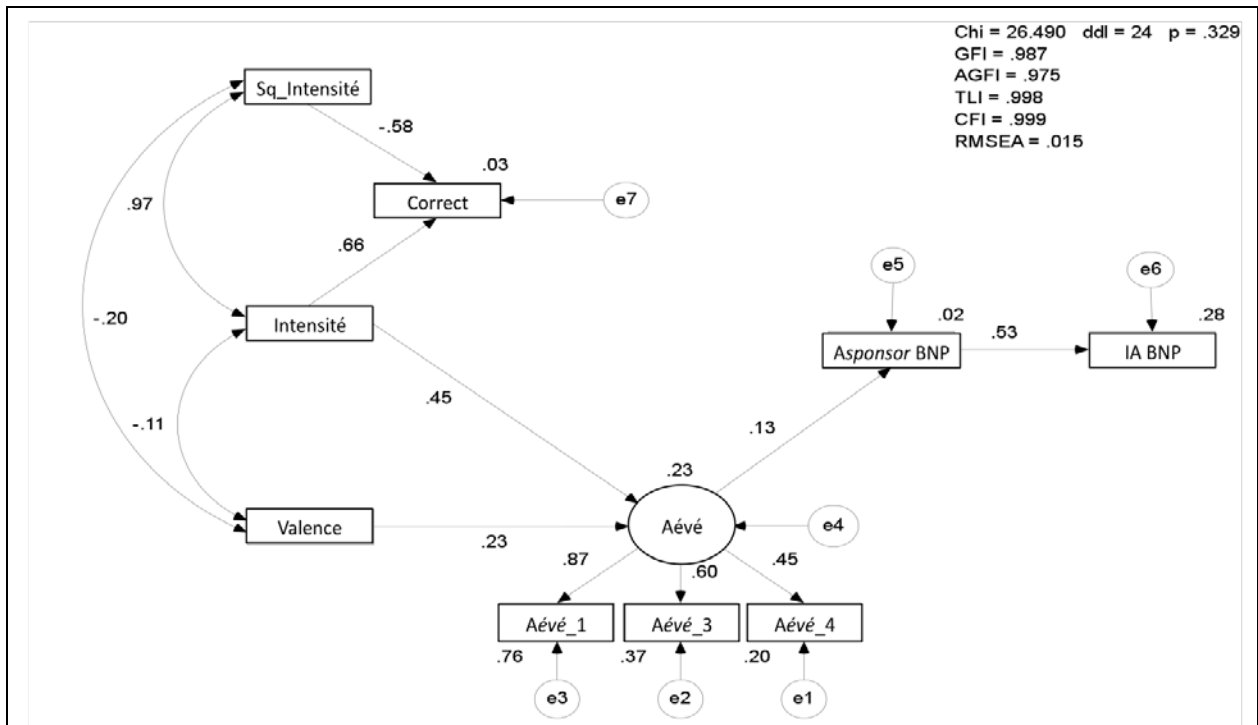 Chi = 26.490 ddl = 24 p = .329
GFI = .987
AGFI = .975
TLI = .998
CFI = .999
RMSEA = .015
Sq_Intensité
-.58
.03
Correct
e7
.97
.66
e5
e6
-.20
Intensité
.02
.28
Asponsor BNP
.53
IA BNP
.45
-.11
.13
.23
Valence
.23
Aévé
e4
.87
.60
.45
Aévé_1
Aévé_3
Aévé_4
.76
.37
.20
e3
e2
e1